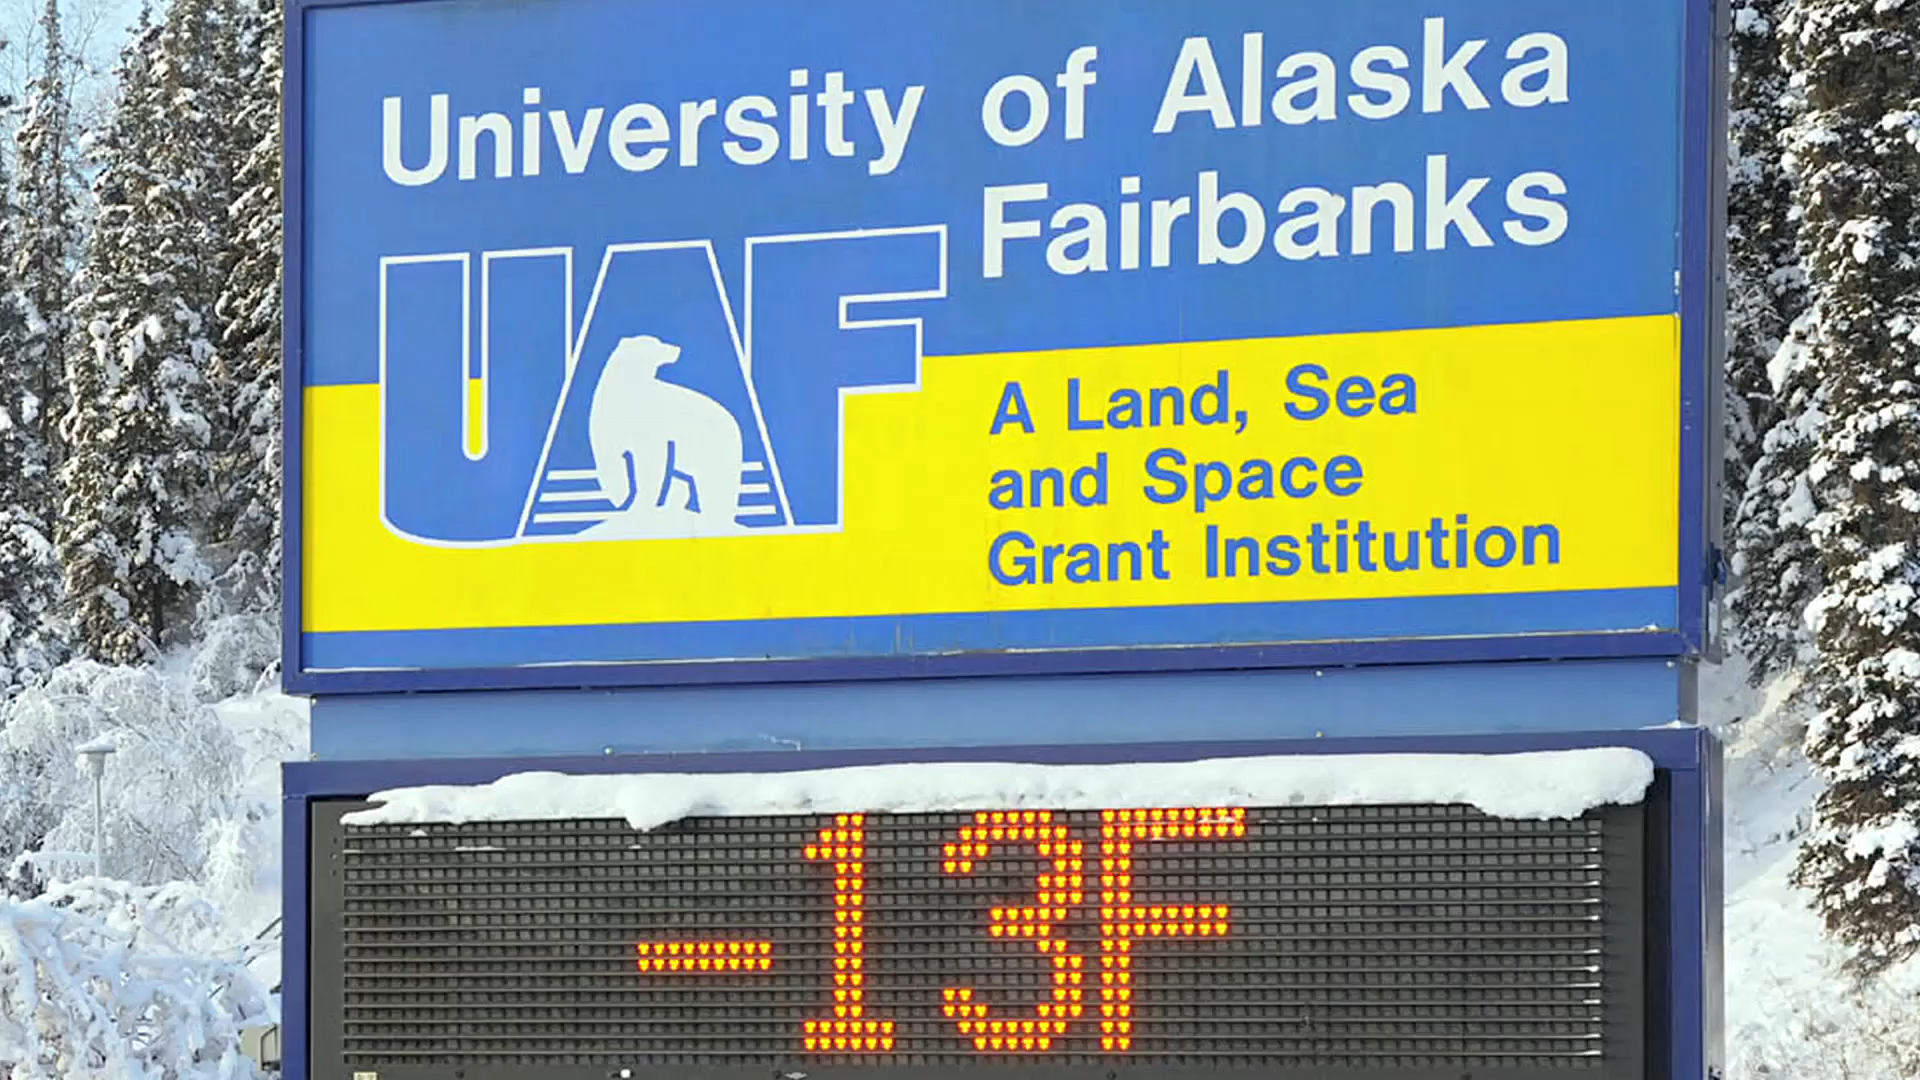 University of Alaska
Fairbanks
UAF
A Land, Sea
and Space
Grant Institution
-13F